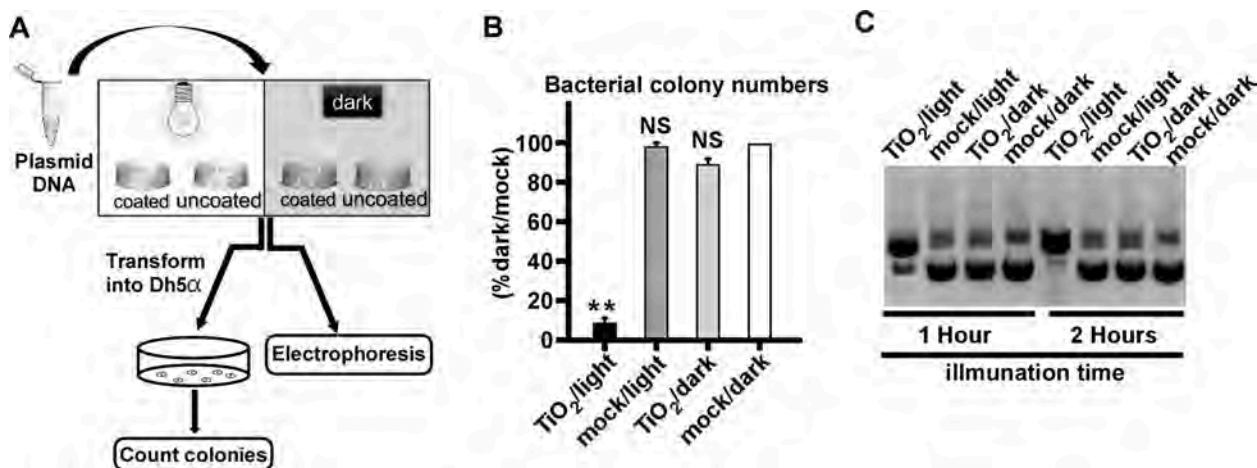 A
Plasmid
DNA
dark
coated
uncoated
coated
uncoated
Transform
into Dh5α
Electrophoresis
Count colonies
B
Bacterial colony numbers
(%dark/mock)
100
80
60
40
20
0
**
NS
NS
TiO2/light
mock/light
TiO2/dark
mock/dark
C
TiO2/light
mock/light
TiO2/dark
mock/dark
TiO2/light
mock/light
TiO2/dark
mock/dark
1 Hour
2 Hours
illmunation time